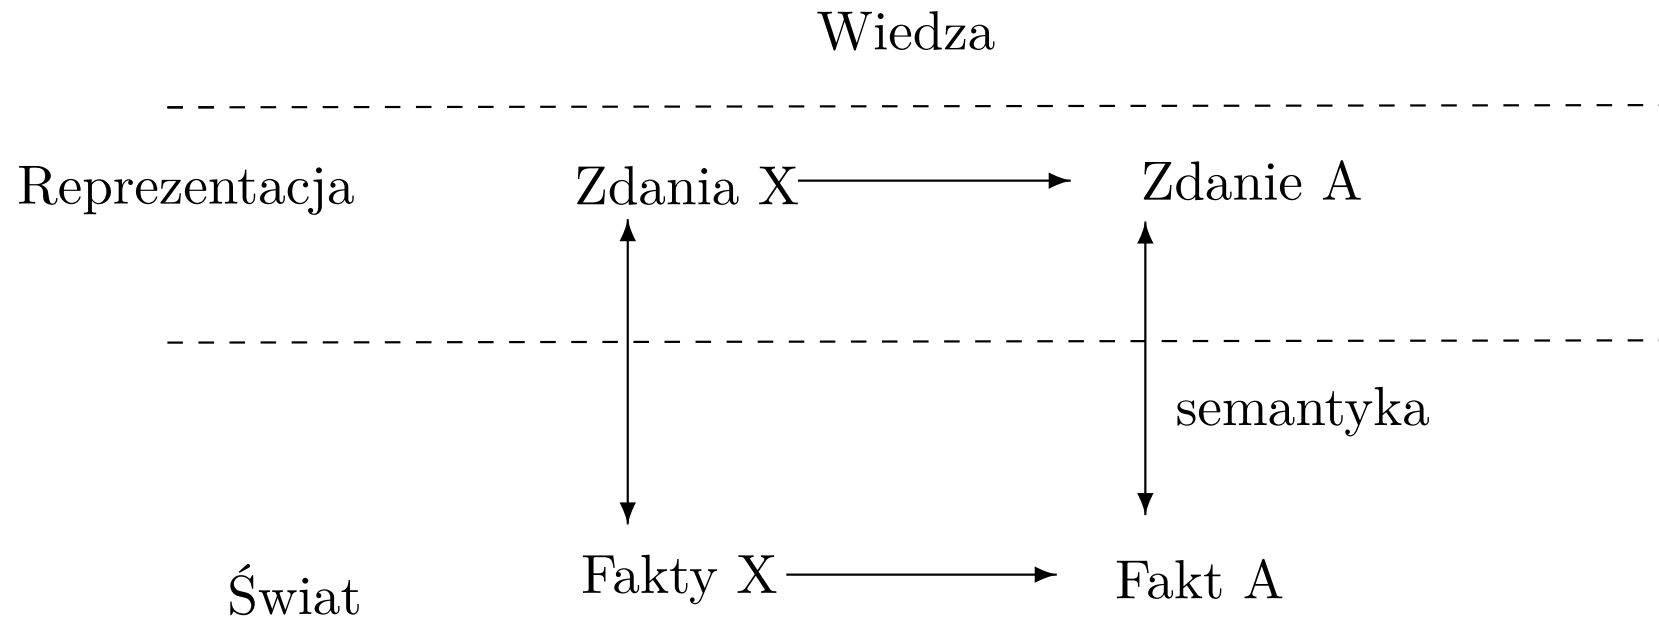 Wiedza
Reprezentacja Zdania X Zdanie A
semantyka
Świat Fakty X Fakt A